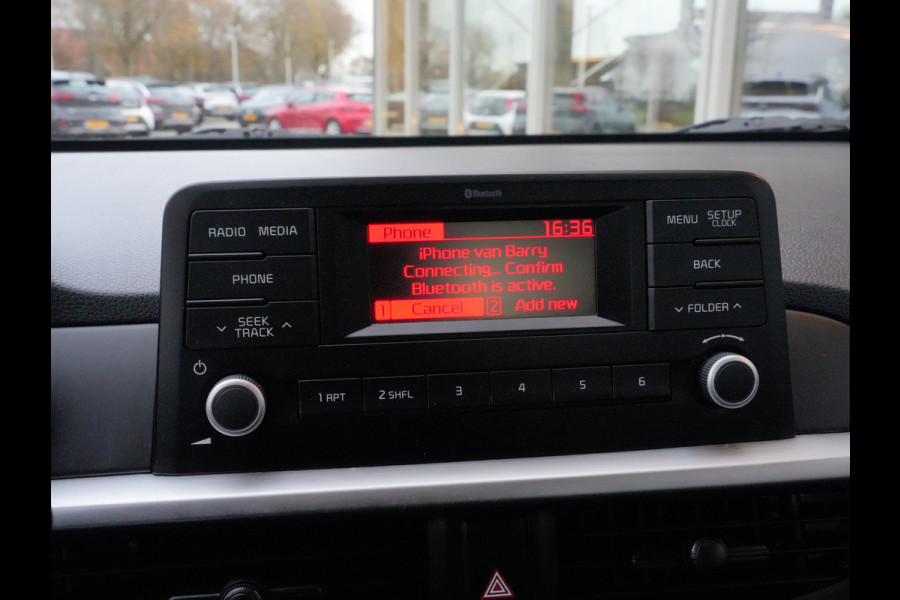 Bluetooth
RADIO MEDIA
PHONE
SEEK
TRACK
Phone 16:36
iPhone van Barry
Connecting... Confirm
Bluetooth is active.
1 Cancel 2 Add new
MENU SETUP
CLOCK
BACK
FOLDER
1 RPT 2 SHFL 3 4 5 6